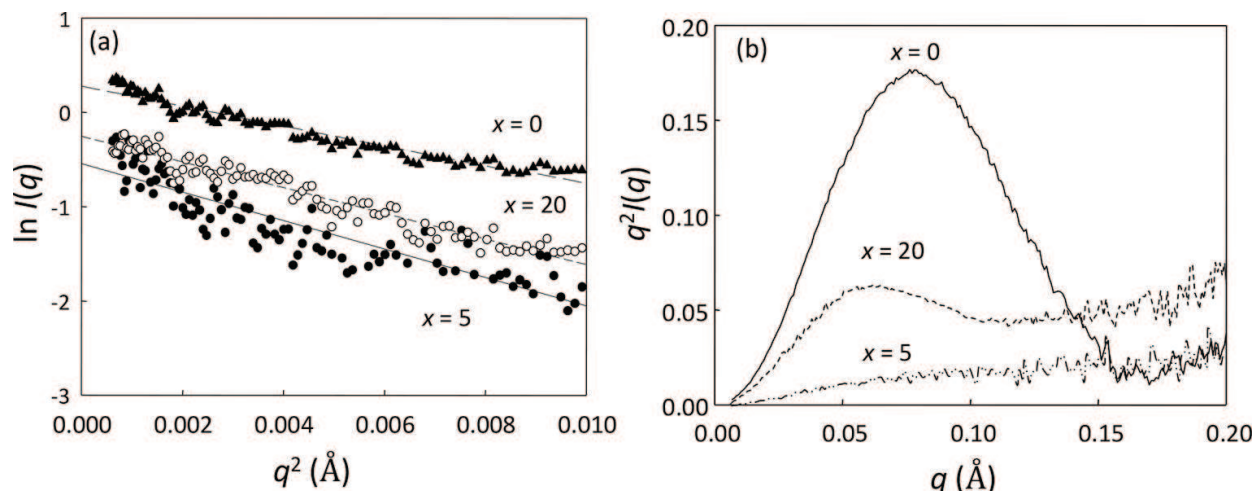 (a)
ln I(q)
1
0
-1
-2
-3
x = 0
x = 20
x = 5
0.000 0.002 0.004 0.006 0.008 0.010
q² (Å)
(b)
q²I(q)
0.20
0.15
0.10
0.05
0.00
x = 0
x = 20
x = 5
0.00 0.05 0.10 0.15 0.20
q (Å)